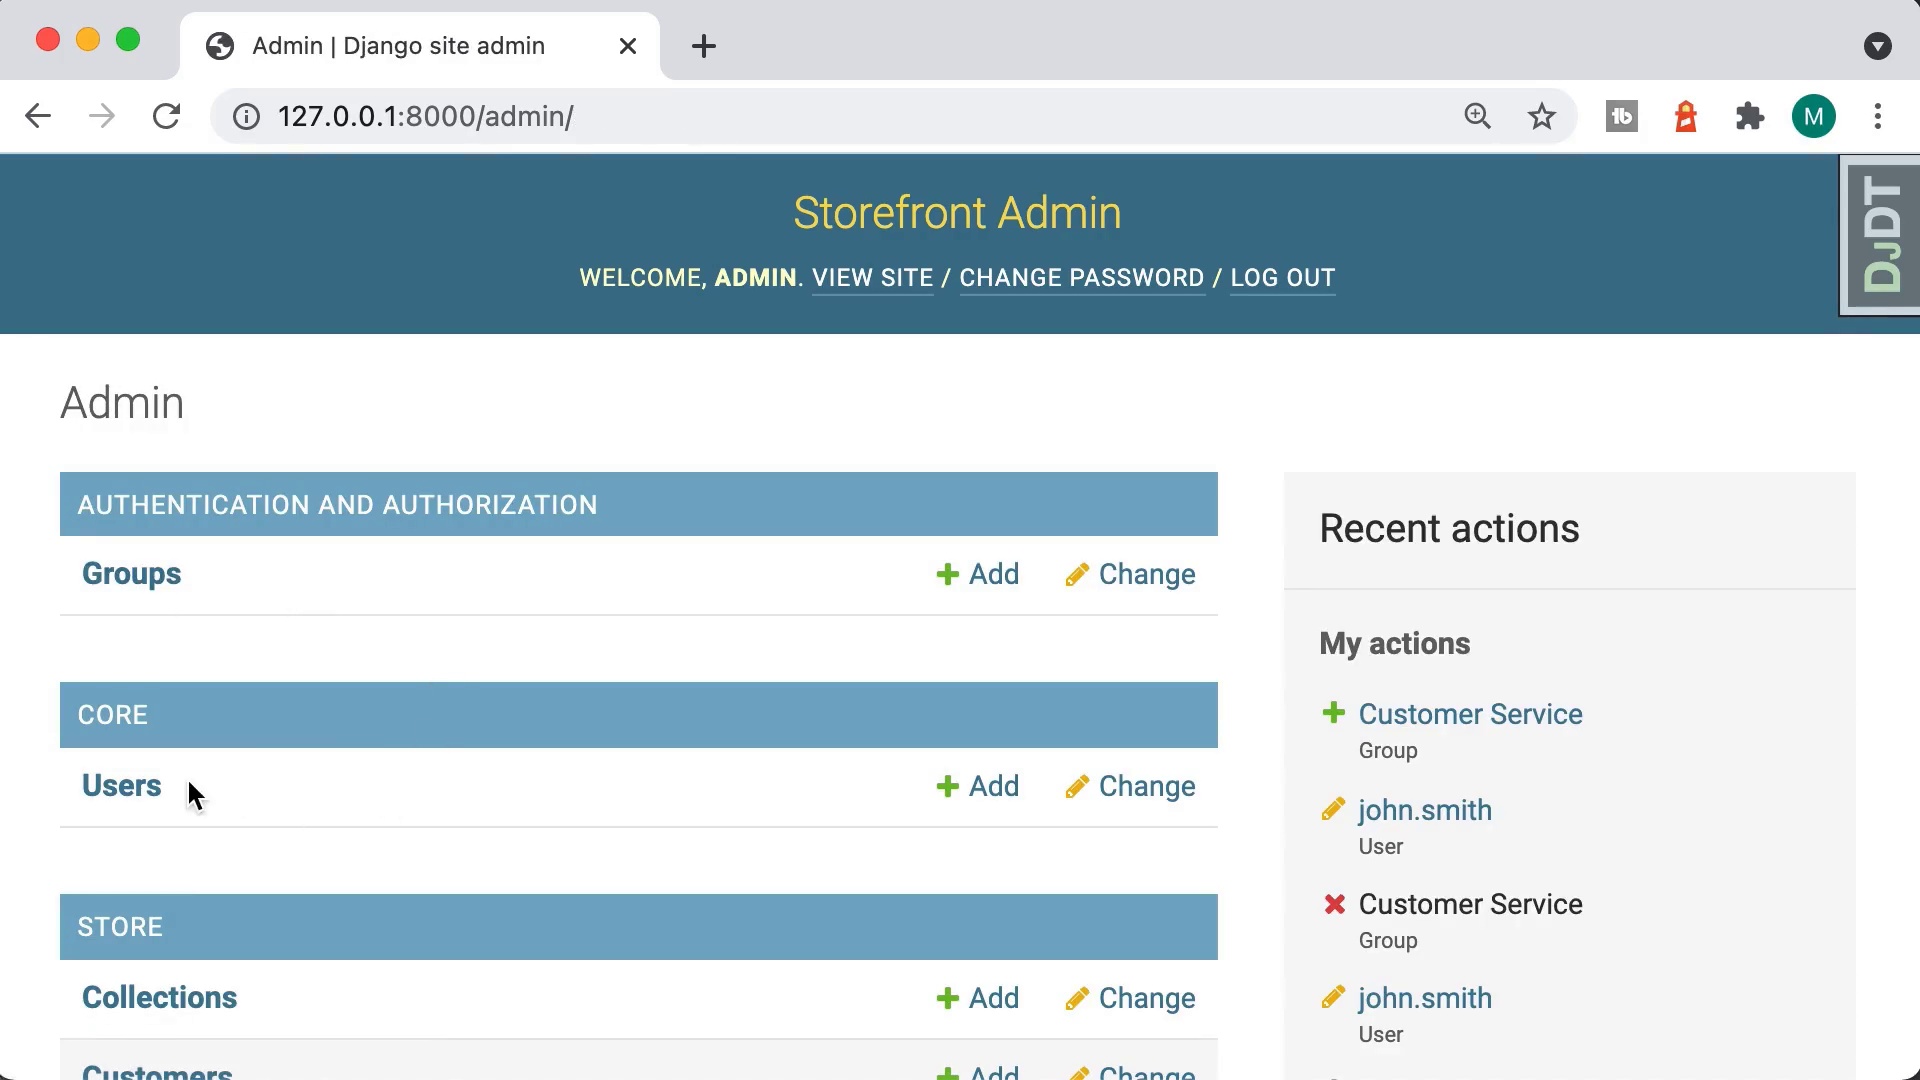 Admin | Django site admin
127.0.0.1:8000/admin/
tb
M
Storefront Admin
WELCOME, ADMIN. VIEW SITE / CHANGE PASSWORD / LOG OUT
DJDT
Admin
AUTHENTICATION AND AUTHORIZATION
Groups Add Change
CORE
Users Add Change
STORE
Collections Add Change
Customers Add Change
Recent actions
My actions
Customer Service
Group
john.smith
User
Customer Service
Group
john.smith
User